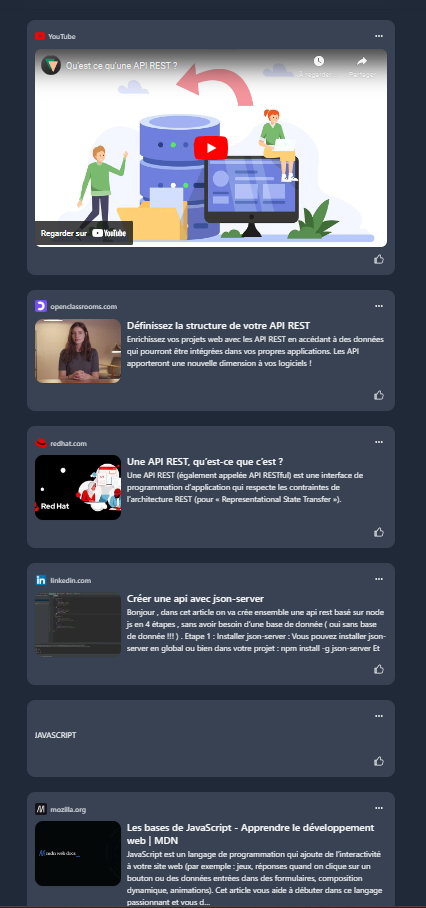 YouTube
Qu'est ce qu'une API REST ?
À regarder
Partager
Regarder sur YouTube
openclassrooms.com
Définissez la structure de votre API REST
Enrichissez vos projets web avec les API REST en accédant à des données
qui pourront être intégrées dans vos propres applications. Les API
apporteront une nouvelle dimension à vos logiciels !
redhat.com
Red Hat
Une API REST, qu'est-ce que c'est ?
Une API REST (également appelée API RESTful) est une interface de
programmation d'application qui respecte les contraintes de
l'architecture REST (pour « Representational State Transfer »).
linkedin.com
Créer une api avec json-server
Bonjour , dans cet article on va crée ensemble une api rest basé sur node
js en 4 étapes , sans avoir besoin d'une base de donnée ( oui sans base
de donnée !!! ) . Etape 1 : Installer json-server : Vous pouvez installer json-
server en global ou bien dans votre projet : npm install -g json-server Et
JAVASCRIPT
mozilla.org
mdn web docs_
Les bases de JavaScript - Apprendre le développement
web | MDN
JavaScript est un langage de programmation qui ajoute de l'interactivité
à votre site web (par exemple : jeux, réponses quand on clique sur un
bouton ou des données entrées dans des formulaires, composition
dynamique, animations). Cet article vous aide à débuter dans ce langage
passionnant et vous d...